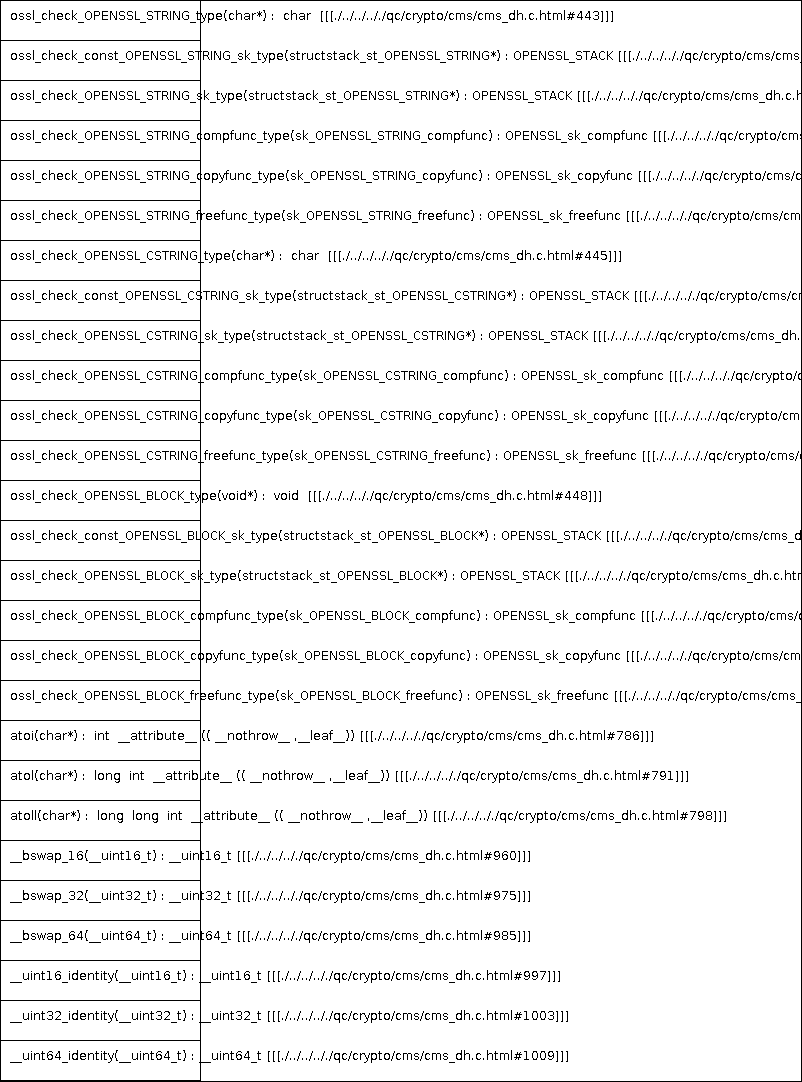 ossl_check_OPENSSL_STRING_type(char*) :  char  [[[./../../../qc/crypto/cms/cms_dh.c.html#443]]]
ossl_check_const_OPENSSL_STRING_sk_type(structstack_st_OPENSSL_STRING*) : OPENSSL_STACK [[[./../../../qc/crypto/cms/cms_
ossl_check_OPENSSL_STRING_sk_type(structstack_st_OPENSSL_STRING*) : OPENSSL_STACK [[[./../../../qc/crypto/cms/cms_dh.c.h
ossl_check_OPENSSL_STRING_compfunc_type(sk_OPENSSL_STRING_compfunc) : OPENSSL_sk_compfunc [[[./../../../qc/crypto/cms
ossl_check_OPENSSL_STRING_copyfunc_type(sk_OPENSSL_STRING_copyfunc) : OPENSSL_sk_copyfunc [[[./../../../qc/crypto/cms/c
ossl_check_OPENSSL_STRING_freefunc_type(sk_OPENSSL_STRING_freefunc) : OPENSSL_sk_freefunc [[[./../../../qc/crypto/cms/cm
ossl_check_OPENSSL_CSTRING_type(char*) :  char  [[[./../../../qc/crypto/cms/cms_dh.c.html#445]]]
ossl_check_const_OPENSSL_CSTRING_sk_type(structstack_st_OPENSSL_CSTRING*) : OPENSSL_STACK [[[./../../../qc/crypto/cms/cm
ossl_check_OPENSSL_CSTRING_sk_type(structstack_st_OPENSSL_CSTRING*) : OPENSSL_STACK [[[./../../../qc/crypto/cms/cms_dh.
ossl_check_OPENSSL_CSTRING_compfunc_type(sk_OPENSSL_CSTRING_compfunc) : OPENSSL_sk_compfunc [[[./../../../qc/crypto/c
ossl_check_OPENSSL_CSTRING_copyfunc_type(sk_OPENSSL_CSTRING_copyfunc) : OPENSSL_sk_copyfunc [[[./../../../qc/crypto/cms
ossl_check_OPENSSL_CSTRING_freefunc_type(sk_OPENSSL_CSTRING_freefunc) : OPENSSL_sk_freefunc [[[./../../../qc/crypto/cms/
ossl_check_OPENSSL_BLOCK_type(void*) :  void  [[[./../../../qc/crypto/cms/cms_dh.c.html#448]]]
ossl_check_const_OPENSSL_BLOCK_sk_type(structstack_st_OPENSSL_BLOCK*) : OPENSSL_STACK [[[./../../../qc/crypto/cms/cms_d
ossl_check_OPENSSL_BLOCK_sk_type(structstack_st_OPENSSL_BLOCK*) : OPENSSL_STACK [[[./../../../qc/crypto/cms/cms_dh.c.htm
ossl_check_OPENSSL_BLOCK_compfunc_type(sk_OPENSSL_BLOCK_compfunc) : OPENSSL_sk_compfunc [[[./../../../qc/crypto/cms/c
ossl_check_OPENSSL_BLOCK_copyfunc_type(sk_OPENSSL_BLOCK_copyfunc) : OPENSSL_sk_copyfunc [[[./../../../qc/crypto/cms/cm
ossl_check_OPENSSL_BLOCK_freefunc_type(sk_OPENSSL_BLOCK_freefunc) : OPENSSL_sk_freefunc [[[./../../../qc/crypto/cms/cms_
atoi(char*) :  int  __attribute__ (( __nothrow__ ,__leaf__)) [[[./../../../qc/crypto/cms/cms_dh.c.html#786]]]
atol(char*) :  long  int  __attribute__ (( __nothrow__ ,__leaf__)) [[[./../../../qc/crypto/cms/cms_dh.c.html#791]]]
atoll(char*) :  long  long  int  __attribute__ (( __nothrow__ ,__leaf__)) [[[./../../../qc/crypto/cms/cms_dh.c.html#798]]]
__bswap_16(__uint16_t) : __uint16_t [[[./../../../qc/crypto/cms/cms_dh.c.html#960]]]
__bswap_32(__uint32_t) : __uint32_t [[[./../../../qc/crypto/cms/cms_dh.c.html#975]]]
__bswap_64(__uint64_t) : __uint64_t [[[./../../../qc/crypto/cms/cms_dh.c.html#985]]]
__uint16_identity(__uint16_t) : __uint16_t [[[./../../../qc/crypto/cms/cms_dh.c.html#997]]]
__uint32_identity(__uint32_t) : __uint32_t [[[./../../../qc/crypto/cms/cms_dh.c.html#1003]]]
__uint64_identity(__uint64_t) : __uint64_t [[[./../../../qc/crypto/cms/cms_dh.c.html#1009]]]